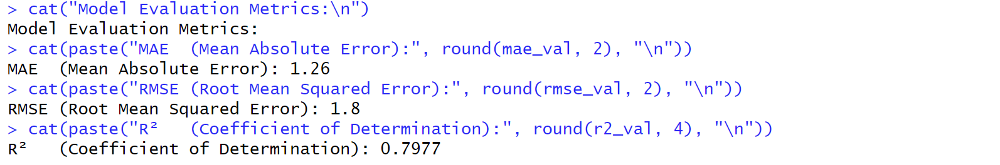 > cat("Model Evaluation Metrics:\n")
Model Evaluation Metrics:
> cat(paste("MAE  (Mean Absolute Error):", round(mae_val, 2), "\n"))
MAE  (Mean Absolute Error): 1.26
> cat(paste("RMSE (Root Mean Squared Error):", round(rmse_val, 2), "\n"))
RMSE (Root Mean Squared Error): 1.8
> cat(paste("R²   (Coefficient of Determination):", round(r2_val, 4), "\n"))
R²   (Coefficient of Determination): 0.7977